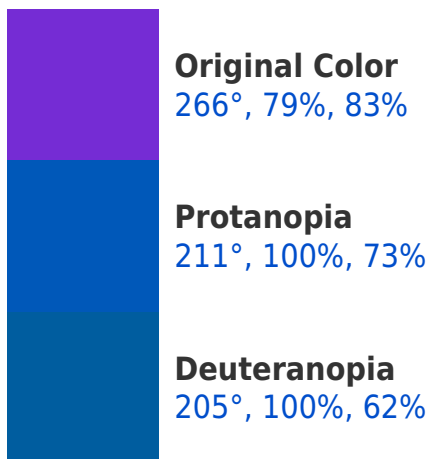 Original Color
266°, 79%, 83%
Protanopia
211°, 100%, 73%
Deuteranopia
205°, 100%, 62%